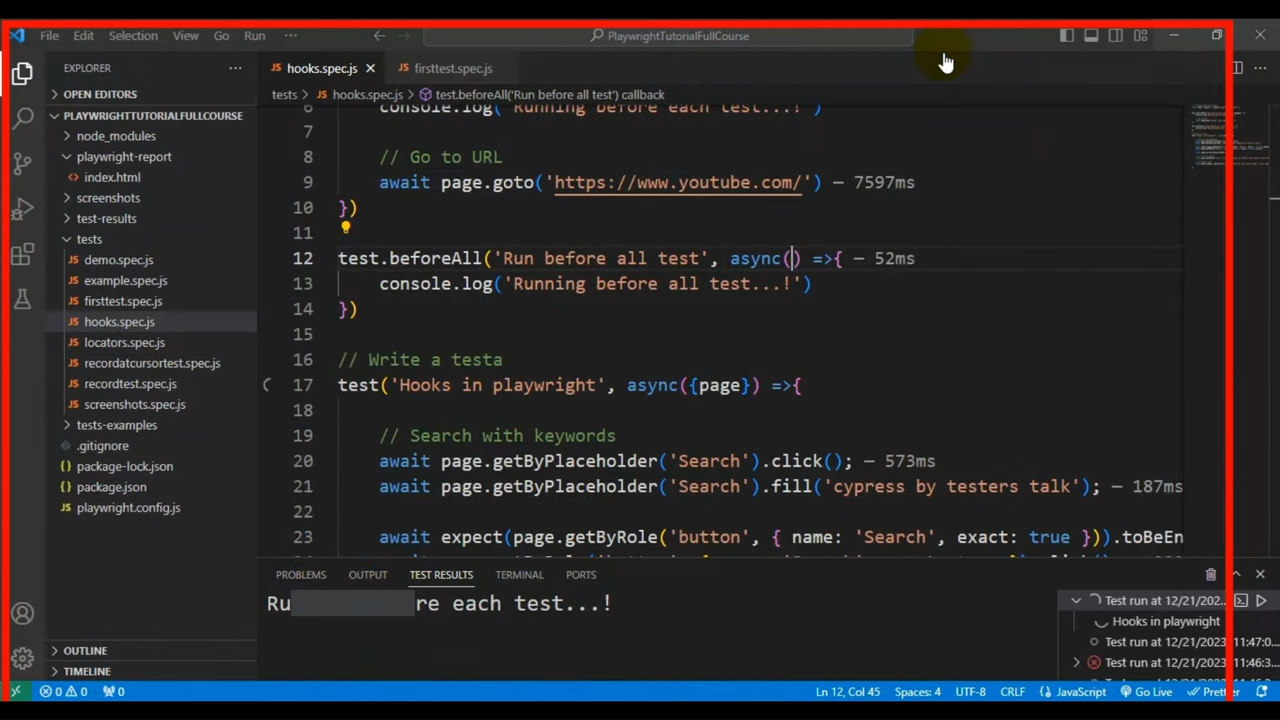 File Edit Selection View Go Run ··· PlaywrightTutorialFullCourse
EXPLORER ···
OPEN EDITORS
PLAYWRIGHTTUTORIALFULLCOURSE
node_modules
playwright-report
index.html
screenshots
test-results
tests
demo.spec.js
example.spec.js
firsttest.spec.js
hooks.spec.js
locators.spec.js
recordatcursortest.spec.js
recordtest.spec.js
screenshots.spec.js
tests-examples
.gitignore
package-lock.json
package.json
playwright.config.js
OUTLINE
TIMELINE
JS hooks.spec.js JS firsttest.spec.js
tests > JS hooks.spec.js > test.beforeAll('Run before all test') callback
6 console.log('Running before each test...!')
7
8 // Go to URL
9 await page.goto('https://www.youtube.com/') — 7597ms
10 })
11
12 test.beforeAll('Run before all test', async() =>{ — 52ms
13 console.log('Running before all test...!')
14 })
15
16 // Write a testa
17 test('Hooks in playwright', async({page}) =>{
18
19 // Search with keywords
20 await page.getByPlaceholder('Search').click(); — 573ms
21 await page.getByPlaceholder('Search').fill('cypress by testers talk'); — 187ms
22
23 await expect(page.getByRole('button', { name: 'Search', exact: true })).toBeEn
PROBLEMS OUTPUT TEST RESULTS TERMINAL PORTS
Ru re each test...!
Test run at 12/21/202...
Hooks in playwright
Test run at 12/21/2023, 11:47:0
Test run at 12/21/2023, 11:46:3
0 0 0
Ln 12, Col 45 Spaces: 4 UTF-8 CRLF JavaScript Go Live Prettier